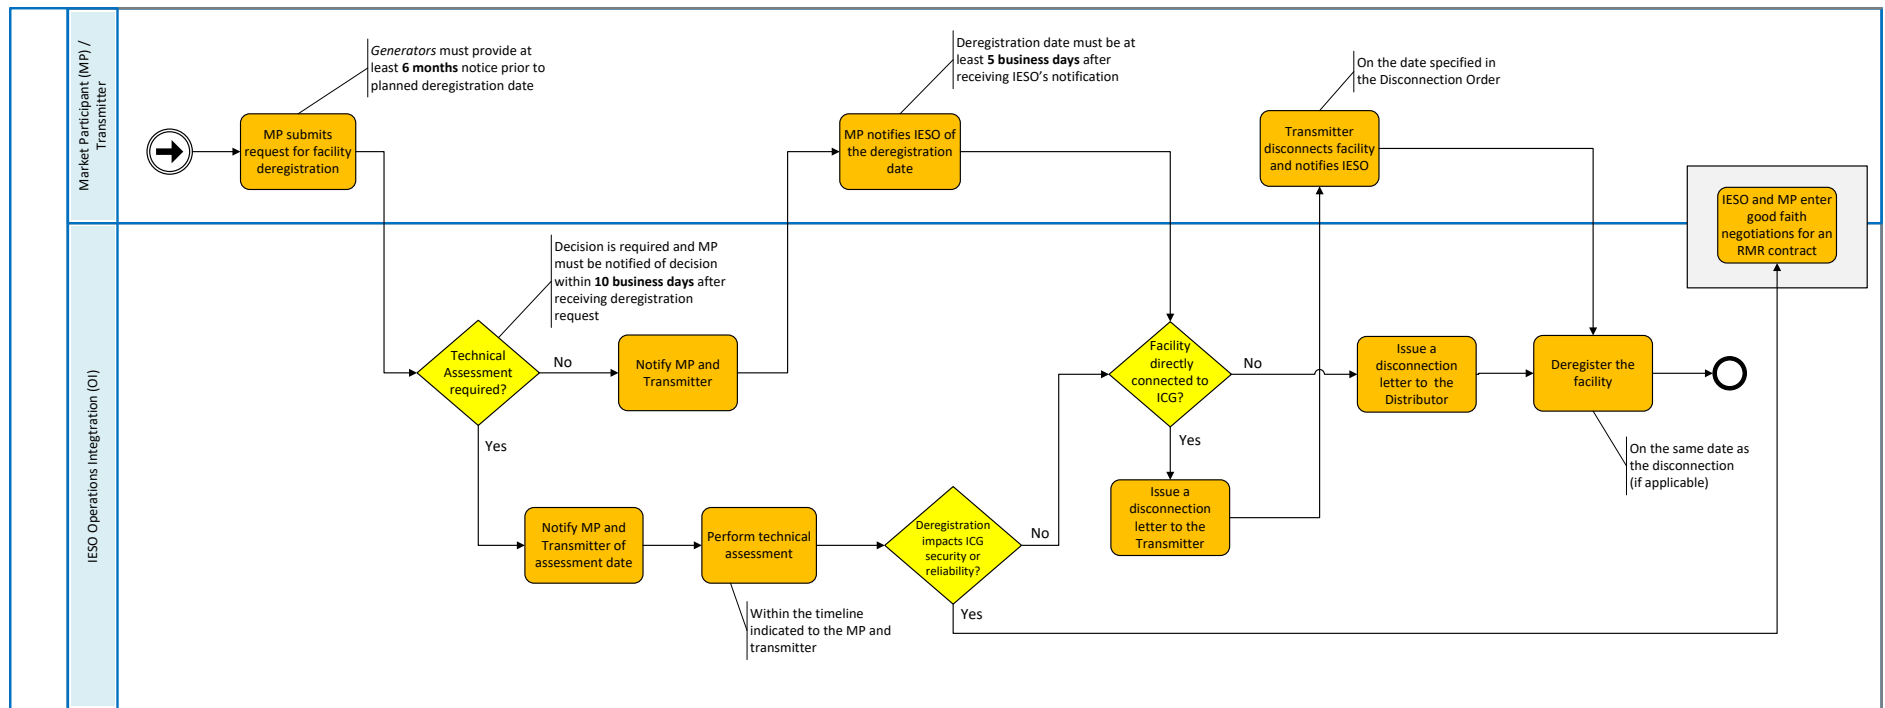 Market Participant (MP) /
Transmitter
Generators must provide at
least 6 months notice prior to
planned deregistration date
MP submits
request for facility
deregistration
Deregistration date must be at
least 5 business days after
receiving IESO's notification
MP notifies IESO of
the deregistration
date
On the date specified in
the Disconnection Order
Transmitter
disconnects facility
and notifies IESO
IESO and MP enter
good faith
negotiations for an
RMR contract
IESO Operations Integtration (OI)
Decision is required and MP
must be notified of decision
within 10 business days after
receiving deregistration
request
Technical
Assessment
required?
No
Notify MP and
Transmitter
Yes
Notify MP and
Transmitter of
assessment date
Perform technical
assessment
Within the timeline
indicated to the MP and
transmitter
Deregistration
impacts ICG
security or
reliability?
No
Yes
Facility
directly
connected to
ICG?
No
Yes
Issue a
disconnection
letter to the
Transmitter
Issue a
disconnection
letter to the
Distributor
Deregister the
facility
On the same date as
the disconnection
(if applicable)